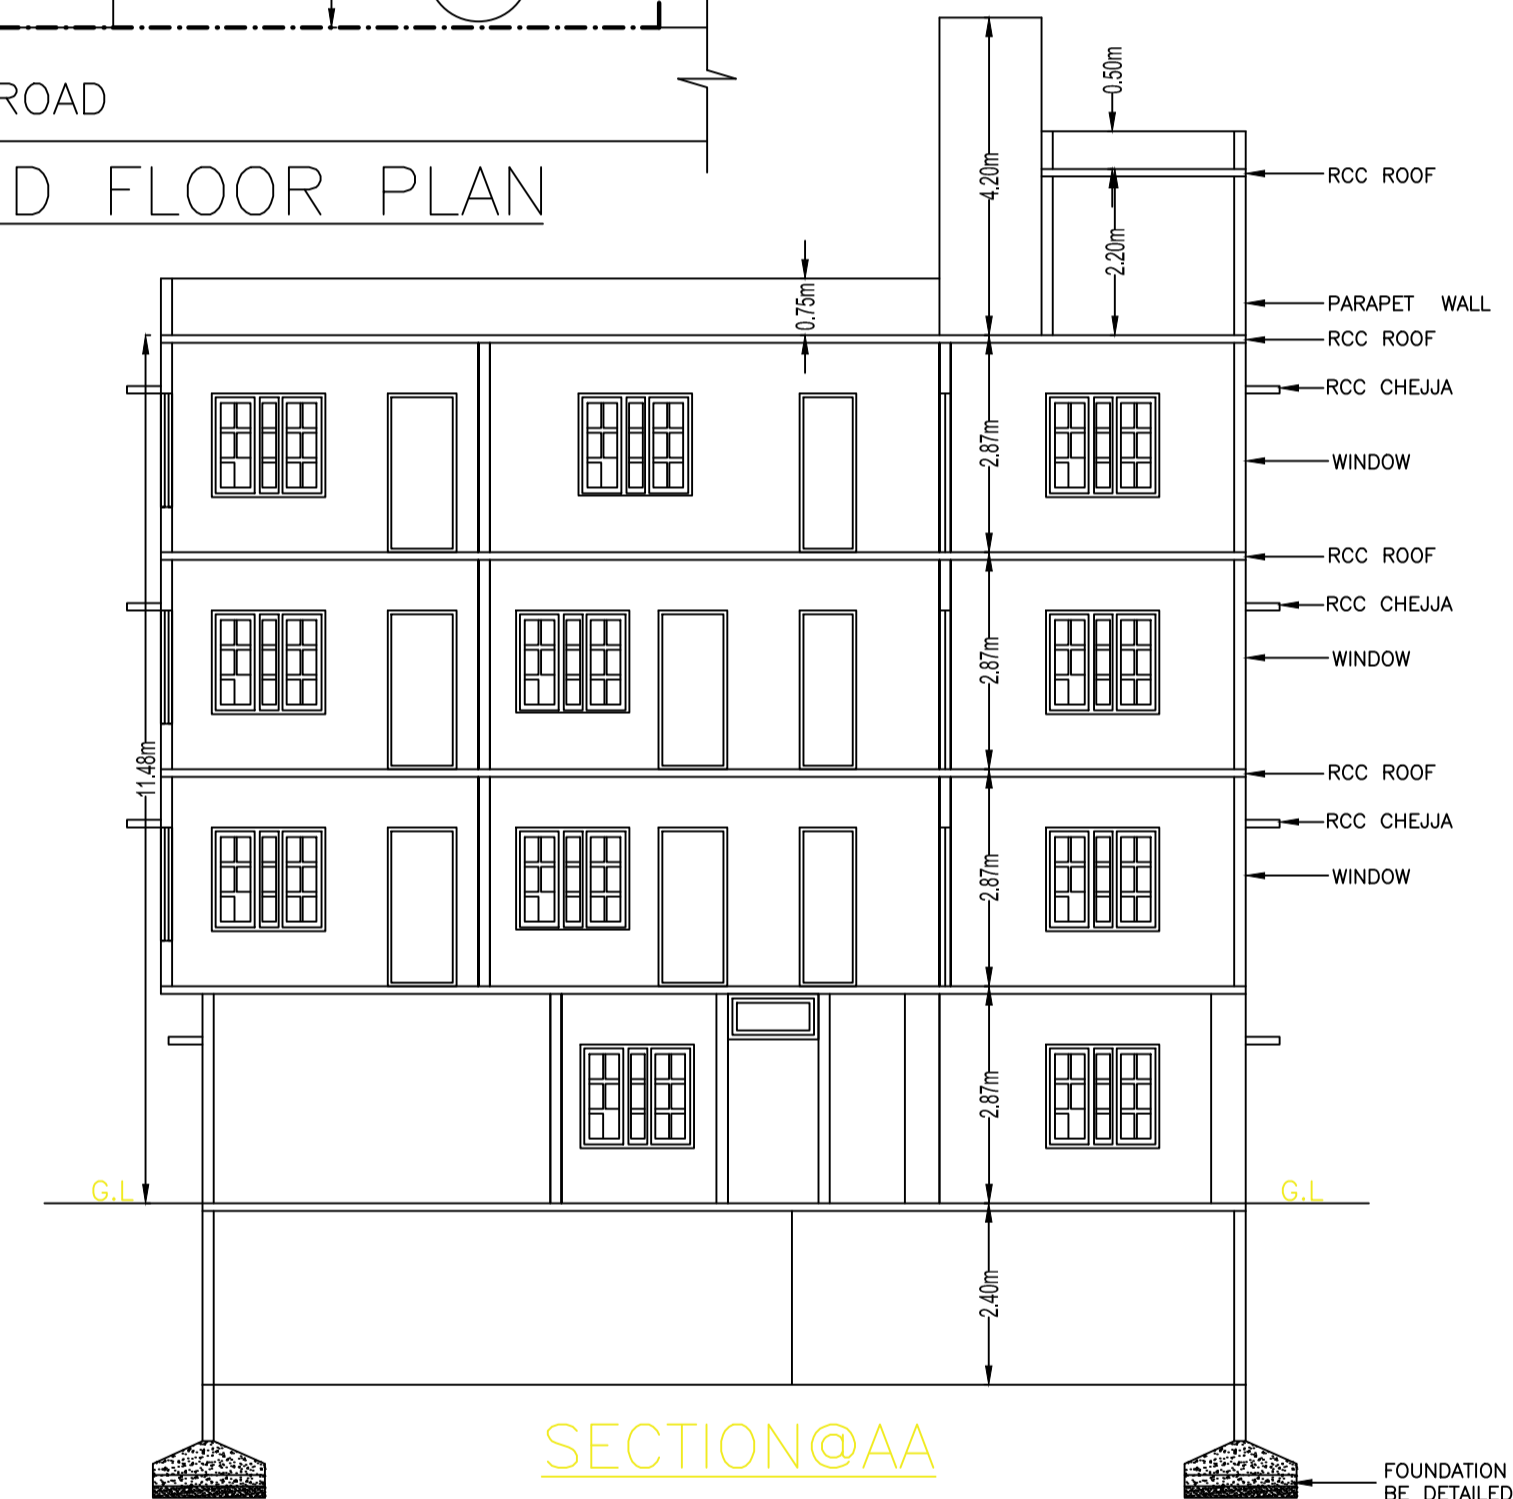 ROAD
D FLOOR PLAN
0.50m
4.20m
RCC ROOF
2.20m
0.75m
PARAPET WALL
RCC ROOF
RCC CHEJJA
2.87m
WINDOW
RCC ROOF
RCC CHEJJA
2.87m
WINDOW
11.48m
RCC ROOF
RCC CHEJJA
2.87m
WINDOW
2.87m
G.L
G.L
2.40m
SECTION@AA
FOUNDATION
BE DETAILED